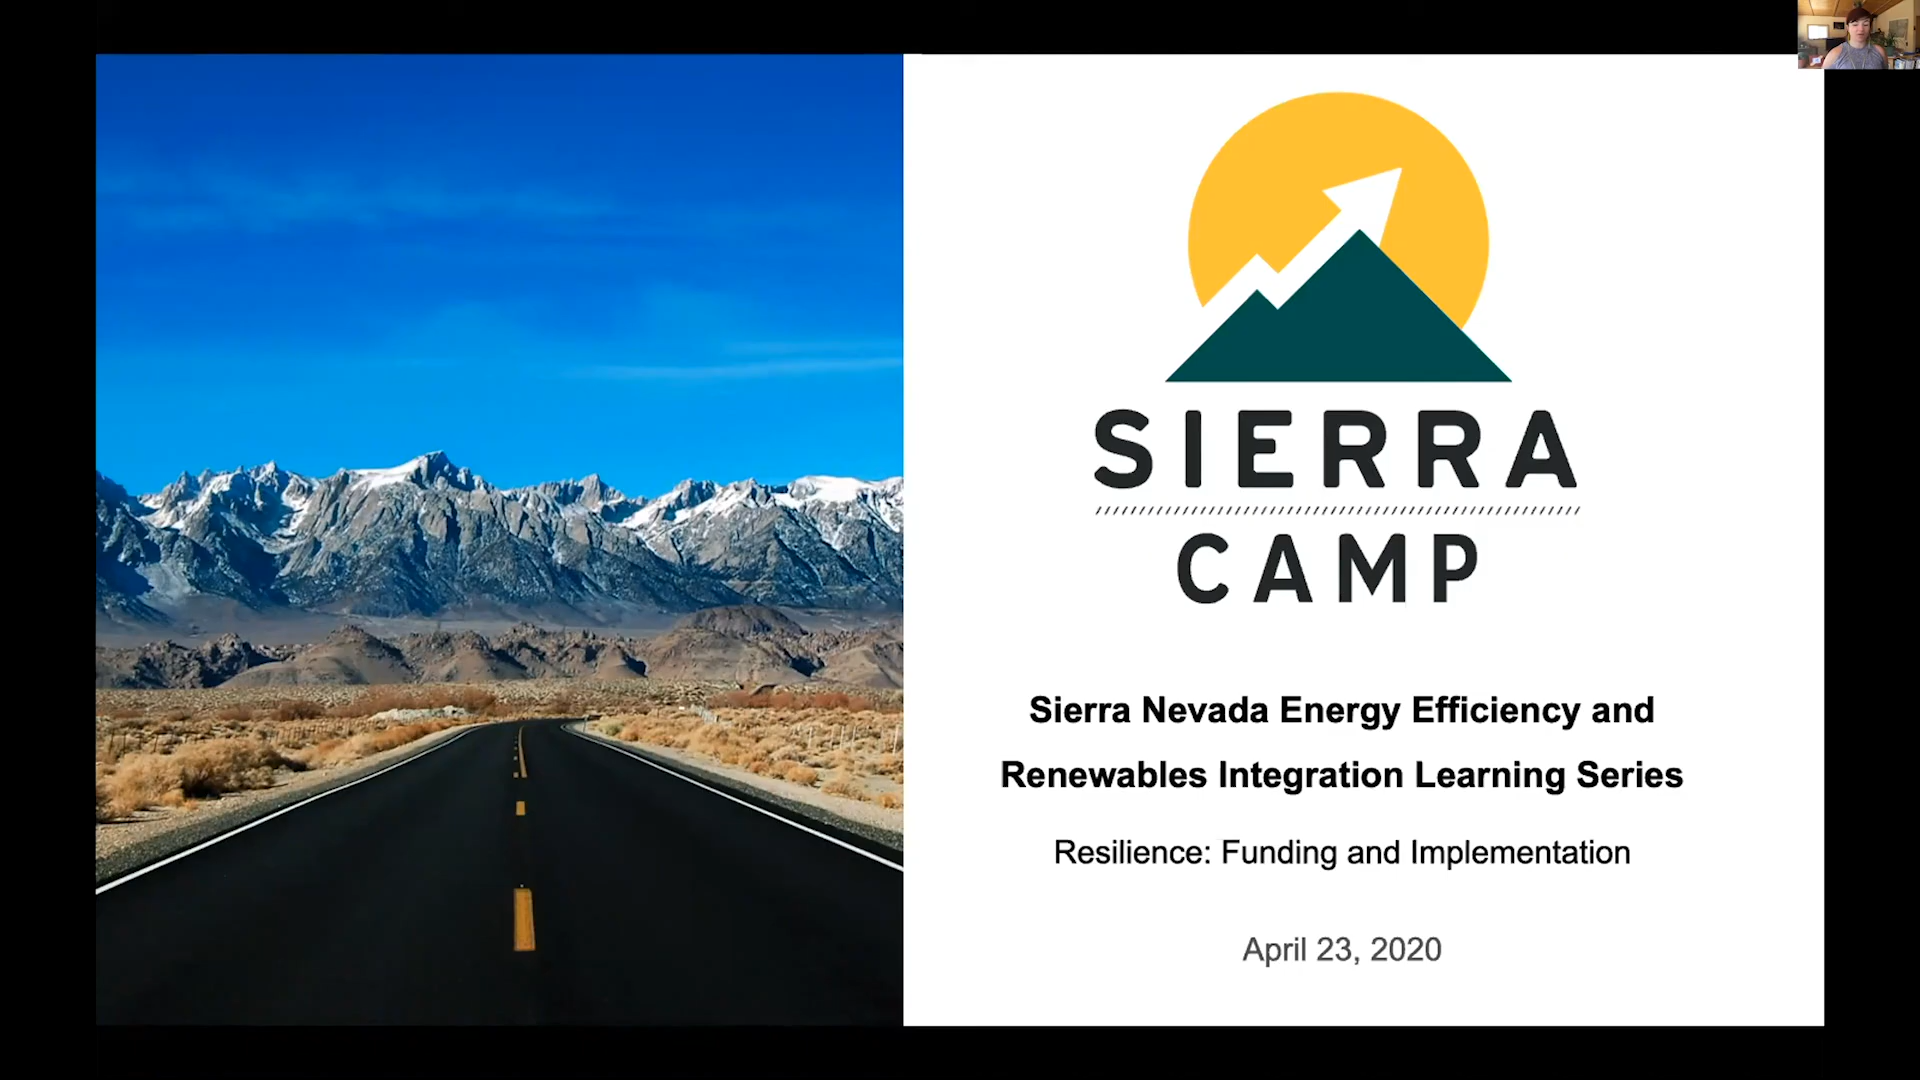 SIERRA
CAMP
Sierra Nevada Energy Efficiency and
Renewables Integration Learning Series
Resilience: Funding and Implementation
April 23, 2020